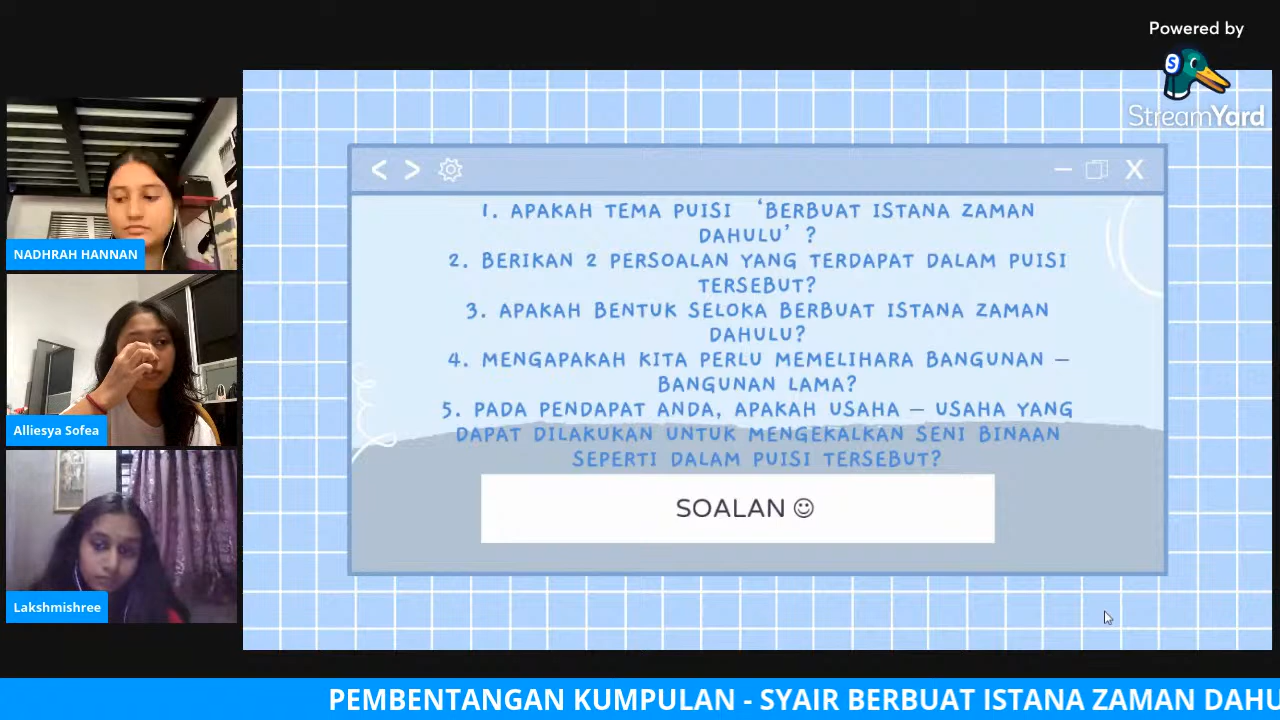 Powered by
StreamYard
NADHRAH HANNAN
Alliesya Sofea
Lakshmishree
1. APAKAH TEMA PUISI ‘BERBUAT ISTANA ZAMAN
DAHULU’ ?
2. BERIKAN 2 PERSOALAN YANG TERDAPAT DALAM PUISI
TERSEBUT?
3. APAKAH BENTUK SELOKA BERBUAT ISTANA ZAMAN
DAHULU?
4. MENGAPAKAH KITA PERLU MEMELIHARA BANGUNAN –
BANGUNAN LAMA?
5. PADA PENDAPAT ANDA, APAKAH USAHA – USAHA YANG
DAPAT DILAKUKAN UNTUK MENGEKALKAN SENI BINAAN
SEPERTI DALAM PUISI TERSEBUT?
SOALAN ☺
PEMBENTANGAN KUMPULAN - SYAIR BERBUAT ISTANA ZAMAN DAHU